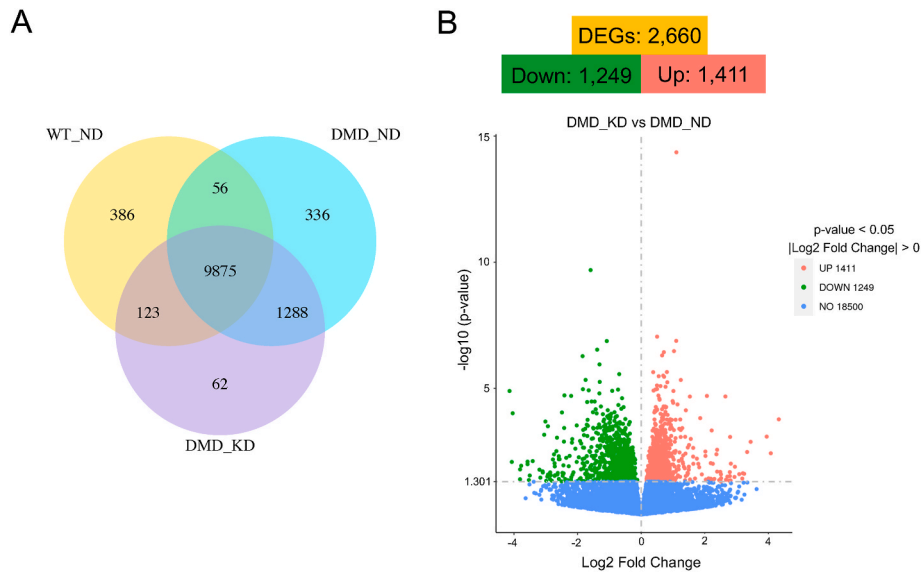 A
WT_ND
DMD_ND
386
56
336
9875
123
1288
62
DMD_KD
B
DEGs: 2,660
Down: 1,249
Up: 1,411
DMD_KD vs DMD_ND
15
10
5
1.301
-log10 (p-value)
-4
-2
0
2
4
Log2 Fold Change
p-value < 0.05
|Log2 Fold Change| > 0
UP 1411
DOWN 1249
NO 18500